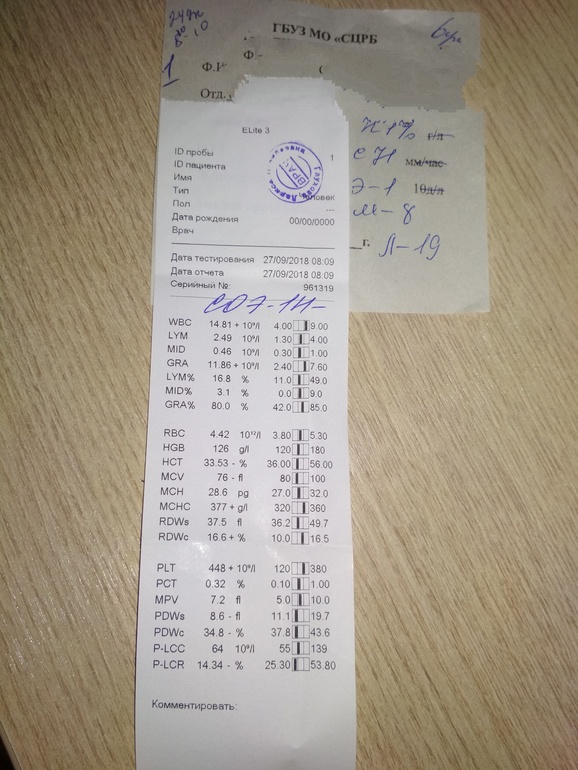 ГБУЗ МО «СЦРБ
1
Отд.
ELite 3
ID пробы 1
ID пациента
Имя
Тип
Пол ---
Дата рождения 00/00/0000
Врач
Э-1
М-8
Л-19
г/л
мм/час
г.
Дата тестирования 27/09/2018 08:09
Дата отчета 27/09/2018 08:09
Серийный №: 961319
WBC 14.81 + 10⁹/l 4.00 9.00
LYM 2.49 10⁹/l 1.30 4.00
MID 0.46 10⁹/l 0.30 1.00
GRA 11.86 + 10⁹/l 2.40 7.60
LYM% 16.8 % 11.0 49.0
MID% 3.1 % 0.0 9.0
GRA% 80.0 % 42.0 85.0
RBC 4.42 10¹²/l 3.80 5.30
HGB 126 g/l 120 180
HCT 33.53 - % 36.00 56.00
MCV 76 - fl 80 100
MCH 28.6 pg 27.0 32.0
MCHC 377 + g/l 320 360
RDWs 37.5 fl 36.2 49.7
RDWc 16.6 + % 10.0 16.5
PLT 448 + 10⁹/l 120 380
PCT 0.32 % 0.10 1.00
MPV 7.2 fl 5.0 10.0
PDWs 8.6 - fl 11.1 19.7
PDWc 34.8 - % 37.8 43.6
P-LCC 64 10⁹/l 55 139
P-LCR 14.34 - % 25.30 53.80
Комментировать: